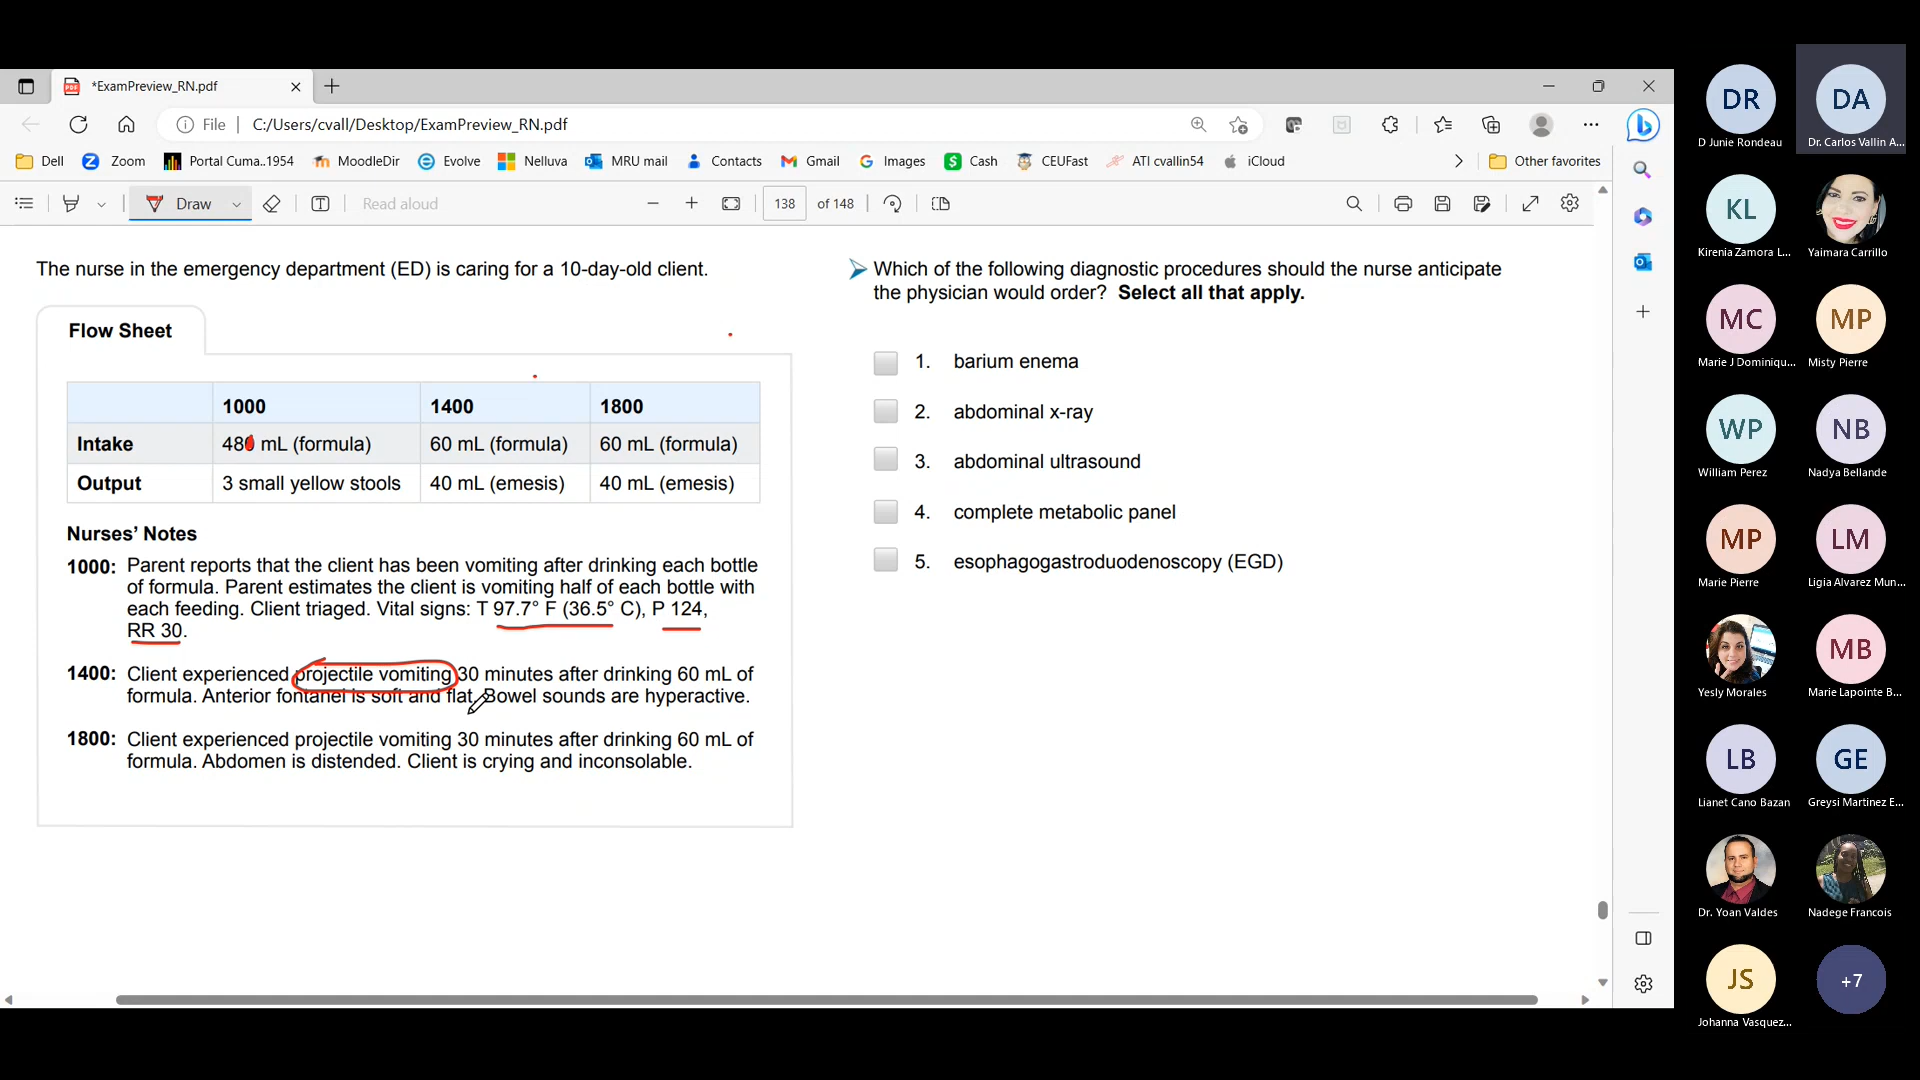 *ExamPreview_RN.pdf
File
C:/Users/cvall/Desktop/ExamPreview_RN.pdf
Dell
Zoom
Portal Cuma..1954
MoodleDir
Evolve
Nelluva
MRU mail
Contacts
Gmail
Images
Cash
CEUFast
ATI cvallin54
iCloud
Other favorites
Draw
Read aloud
138
of 148
The nurse in the emergency department (ED) is caring for a 10-day-old client.
Flow Sheet
1000 1400 1800
Intake 480 mL (formula) 60 mL (formula) 60 mL (formula)
Output 3 small yellow stools 40 mL (emesis) 40 mL (emesis)
Nurses’ Notes
1000: Parent reports that the client has been vomiting after drinking each bottle
of formula. Parent estimates the client is vomiting half of each bottle with
each feeding. Client triaged. Vital signs: T 97.7° F (36.5° C), P 124,
RR 30.
1400: Client experienced projectile vomiting 30 minutes after drinking 60 mL of
formula. Anterior fontanel is soft and flat. Bowel sounds are hyperactive.
1800: Client experienced projectile vomiting 30 minutes after drinking 60 mL of
formula. Abdomen is distended. Client is crying and inconsolable.
Which of the following diagnostic procedures should the nurse anticipate
the physician would order? Select all that apply.
1. barium enema
2. abdominal x-ray
3. abdominal ultrasound
4. complete metabolic panel
5. esophagogastroduodenoscopy (EGD)
DR
D Junie Rondeau
DA
Dr. Carlos Vallin A...
KL
Kirenia Zamora L...
Yaimara Carrillo
MC
Marie J Dominiqu...
MP
Misty Pierre
WP
William Perez
NB
Nadya Bellande
MP
Marie Pierre
LM
Ligia Alvarez Mun...
Yesly Morales
MB
Marie Lapointe B...
LB
Lianet Cano Bazan
GE
Greysi Martinez E...
Dr. Yoan Valdes
Nadege Francois
JS
Johanna Vasquez...
+7